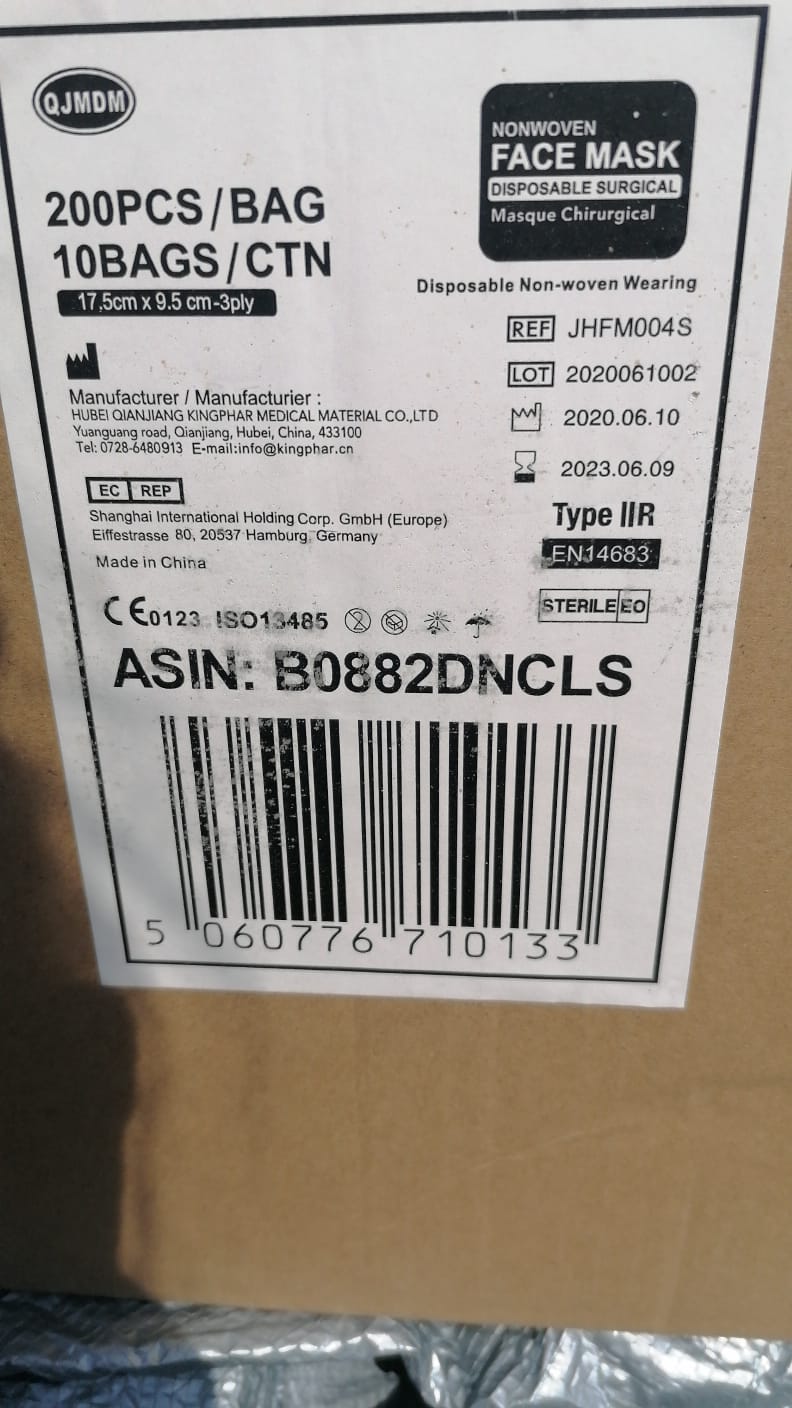 QJMDM
NONWOVEN
FACE MASK
DISPOSABLE SURGICAL
Masque Chirurgical
200PCS/BAG
10BAGS/CTN
17,5cm x 9.5 cm-3ply
Disposable Non-woven Wearing
REF JHFM004S
LOT 2020061002
2020.06.10
2023.06.09
Type IIR
EN14683
STERILE EO
Manufacturer / Manufacturier :
HUBEI QIANJIANG KINGPHAR MEDICAL MATERIAL CO.,LTD
Yuanguang road, Qianjiang, Hubei, China, 433100
Tel: 0728-6480913 E-mail:info@kingphar.cn
EC REP
Shanghai International Holding Corp. GmbH (Europe)
Eiffestrasse 80, 20537 Hamburg, Germany
Made in China
CE0123 ISO13485
ASIN: B0882DNCLS
5 060776 710133